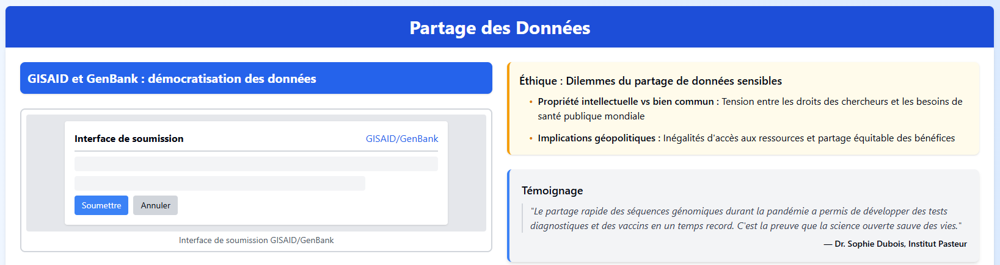 Partage des Données
GISAID et GenBank : démocratisation des données
Interface de soumission
GISAID/GenBank
Soumettre
Annuler
Interface de soumission GISAID/GenBank
Éthique : Dilemmes du partage de données sensibles
• Propriété intellectuelle vs bien commun : Tension entre les droits des chercheurs et les besoins de
santé publique mondiale
• Implications géopolitiques : Inégalités d'accès aux ressources et partage équitable des bénéfices
Témoignage
"Le partage rapide des séquences génomiques durant la pandémie a permis de développer des tests
diagnostiques et des vaccins en un temps record. C'est la preuve que la science ouverte sauve des vies."
— Dr. Sophie Dubois, Institut Pasteur